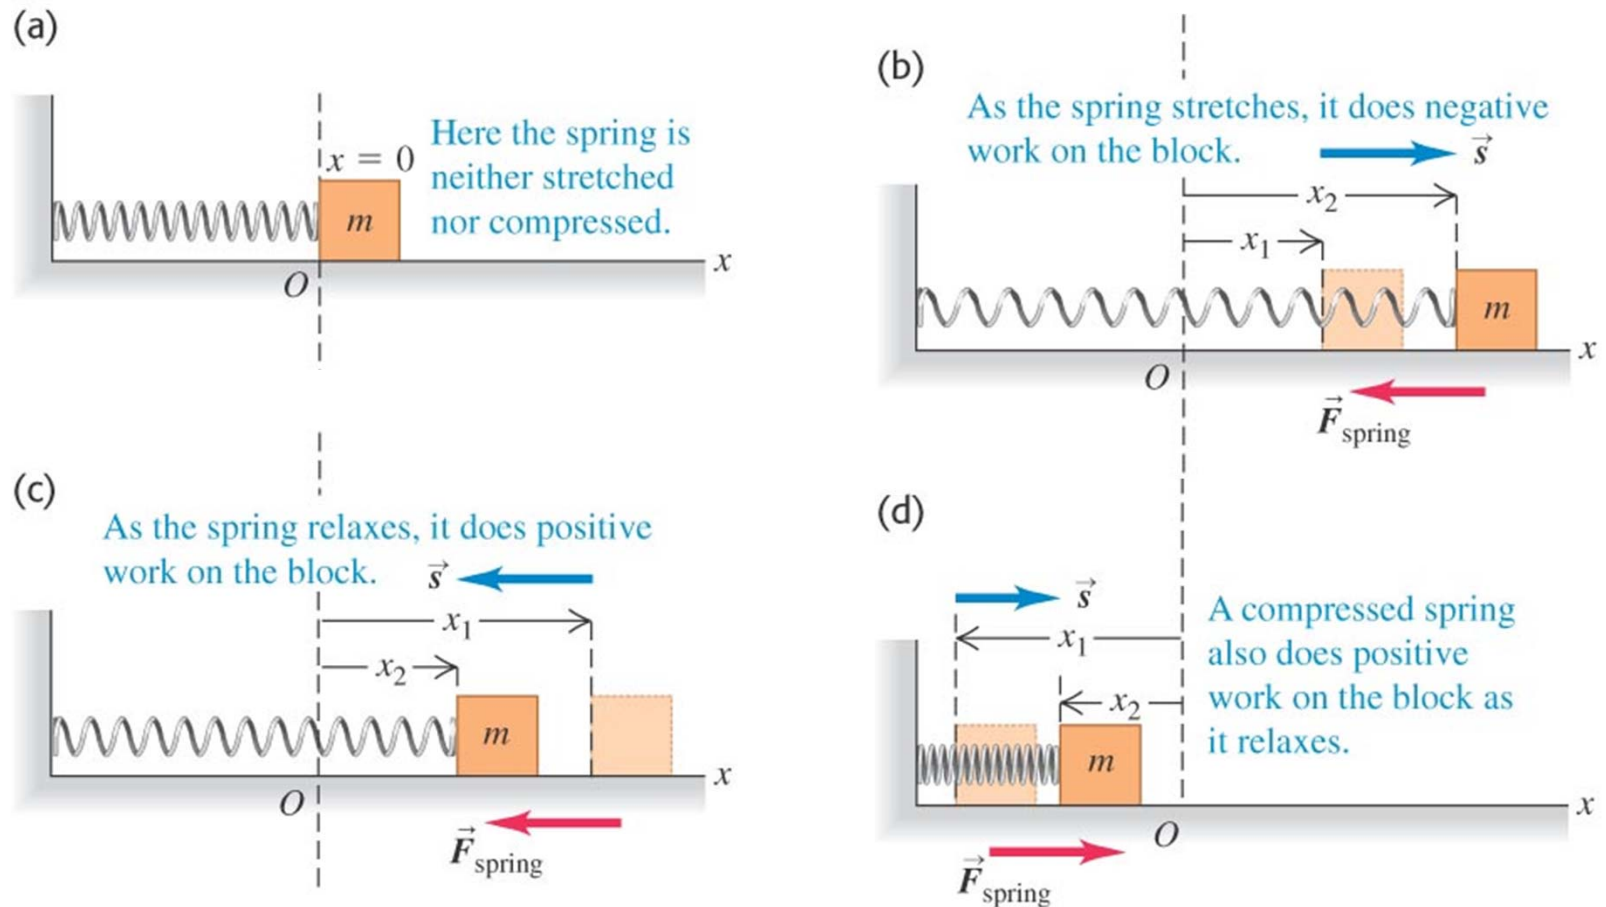 (a)
x = 0
Here the spring is
neither stretched
nor compressed.
m
x
O
(b)
As the spring stretches, it does negative
work on the block.
s⃗
x₂
x₁
m
x
O
F⃗spring
(c)
As the spring relaxes, it does positive
work on the block.
s⃗
x₁
x₂
m
x
O
F⃗spring
(d)
s⃗
x₁
x₂
A compressed spring
also does positive
work on the block as
it relaxes.
m
x
O
F⃗spring